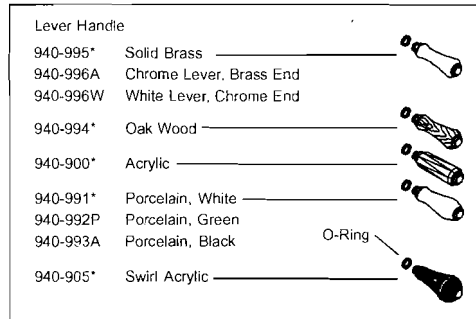 Lever Handle
940-995* Solid Brass
940-996A Chrome Lever, Brass End
940-996W White Lever, Chrome End
940-994* Oak Wood
940-900* Acrylic
940-991* Porcelain, White
940-992P Porcelain, Green
940-993A Porcelain, Black
O-Ring
940-905* Swirl Acrylic